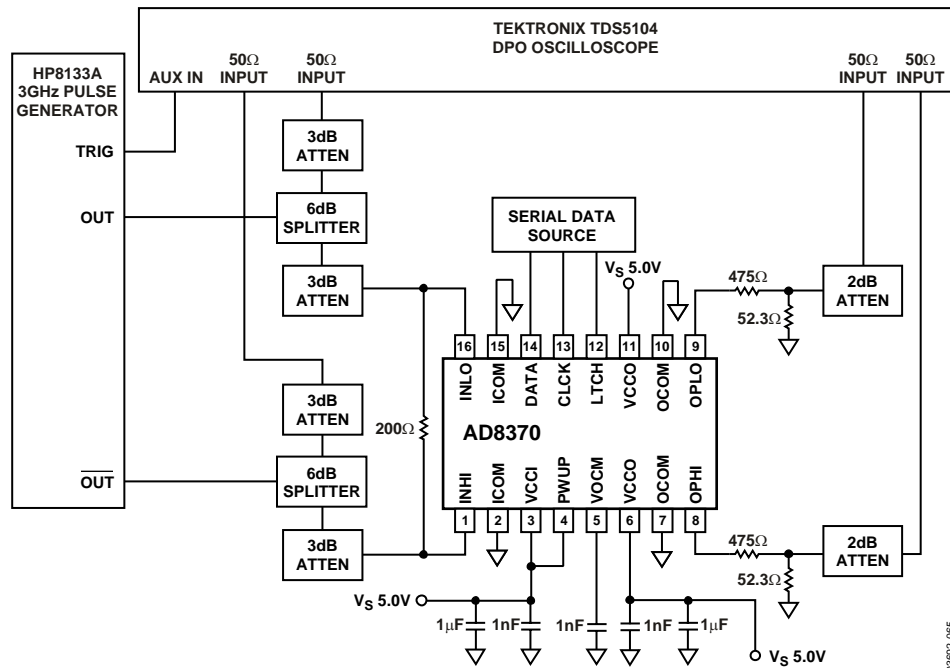 TEKTRONIX TDS5104
DPO OSCILLOSCOPE
HP8133A
3GHz PULSE
GENERATOR
AUX IN
50Ω
INPUT
50Ω
INPUT
50Ω
INPUT
50Ω
INPUT
TRIG
OUT
OUT
3dB
ATTEN
6dB
SPLITTER
3dB
ATTEN
SERIAL DATA
SOURCE
VS 5.0V
475Ω
52.3Ω
2dB
ATTEN
16 15 14 13 12 11 10 9
INLO ICOM DATA CLCK LTCH VCCO OCOM OPLO
200Ω
AD8370
INHI ICOM VCCI PWUP VOCM VCCO OCOM OPHI
1 2 3 4 5 6 7 8
3dB
ATTEN
6dB
SPLITTER
3dB
ATTEN
475Ω
52.3Ω
2dB
ATTEN
VS 5.0V
1μF 1nF 1nF 1nF 1μF
VS 5.0V